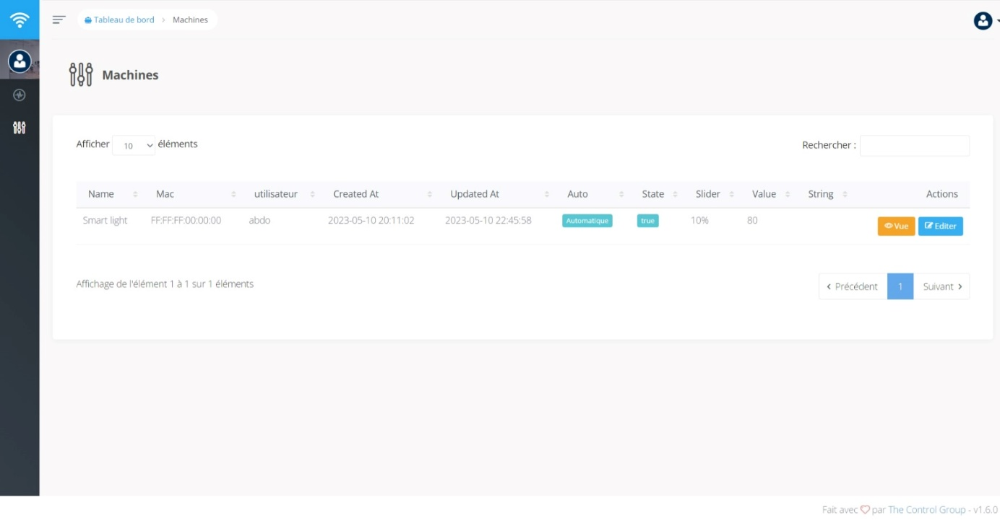 Tableau de bord > Machines
Machines
Afficher 10 éléments
Rechercher :
Name Mac utilisateur Created At Updated At Auto State Slider Value String Actions
Smart light FF:FF:FF:00:00:00 abdo 2023-05-10 20:11:02 2023-05-10 22:45:58 Automatique true 10% 80 Vue Editer
Affichage de l'élément 1 à 1 sur 1 éléments
‹ Précédent 1 Suivant ›
Fait avec ♡ par The Control Group - v1.6.0